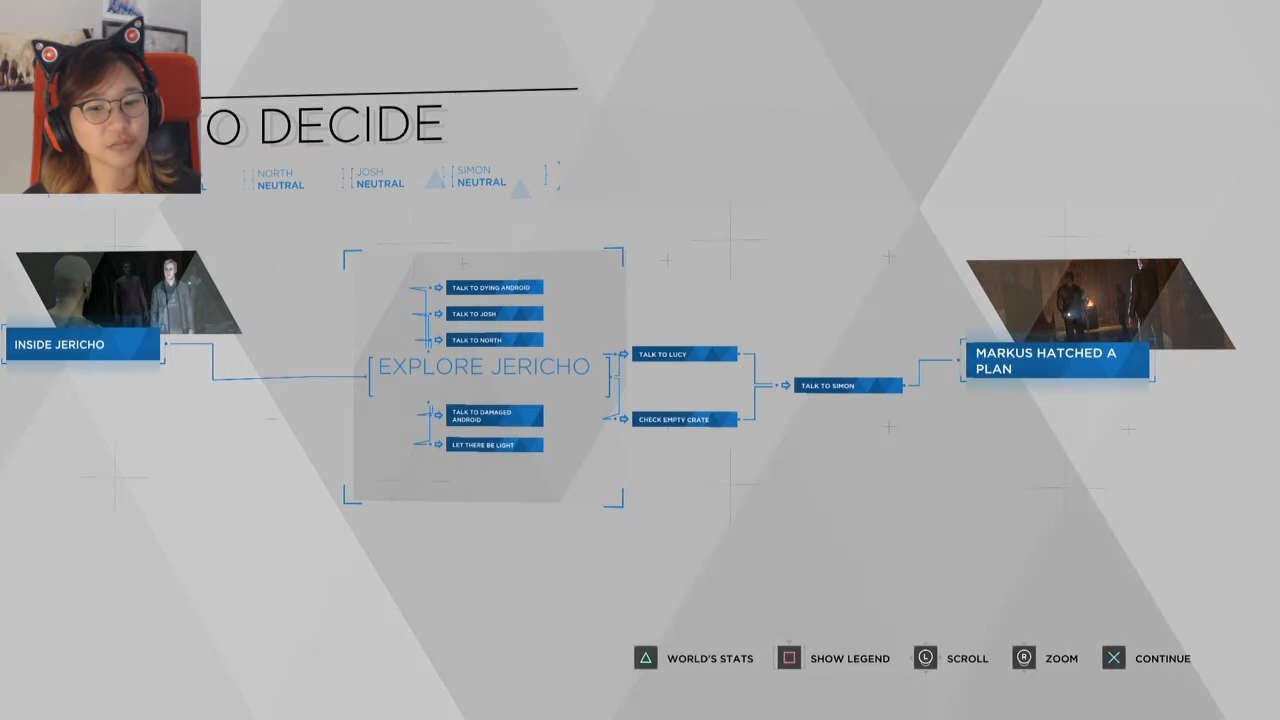 O DECIDE
NORTH
NEUTRAL
JOSH
NEUTRAL
SIMON
NEUTRAL
INSIDE JERICHO
TALK TO DYING ANDROID
TALK TO JOSH
TALK TO NORTH
EXPLORE JERICHO
TALK TO DAMAGED
ANDROID
LET THERE BE LIGHT
TALK TO LUCY
CHECK EMPTY CRATE
TALK TO SIMON
MARKUS HATCHED A
PLAN
WORLD'S STATS
SHOW LEGEND
L
SCROLL
R
ZOOM
CONTINUE